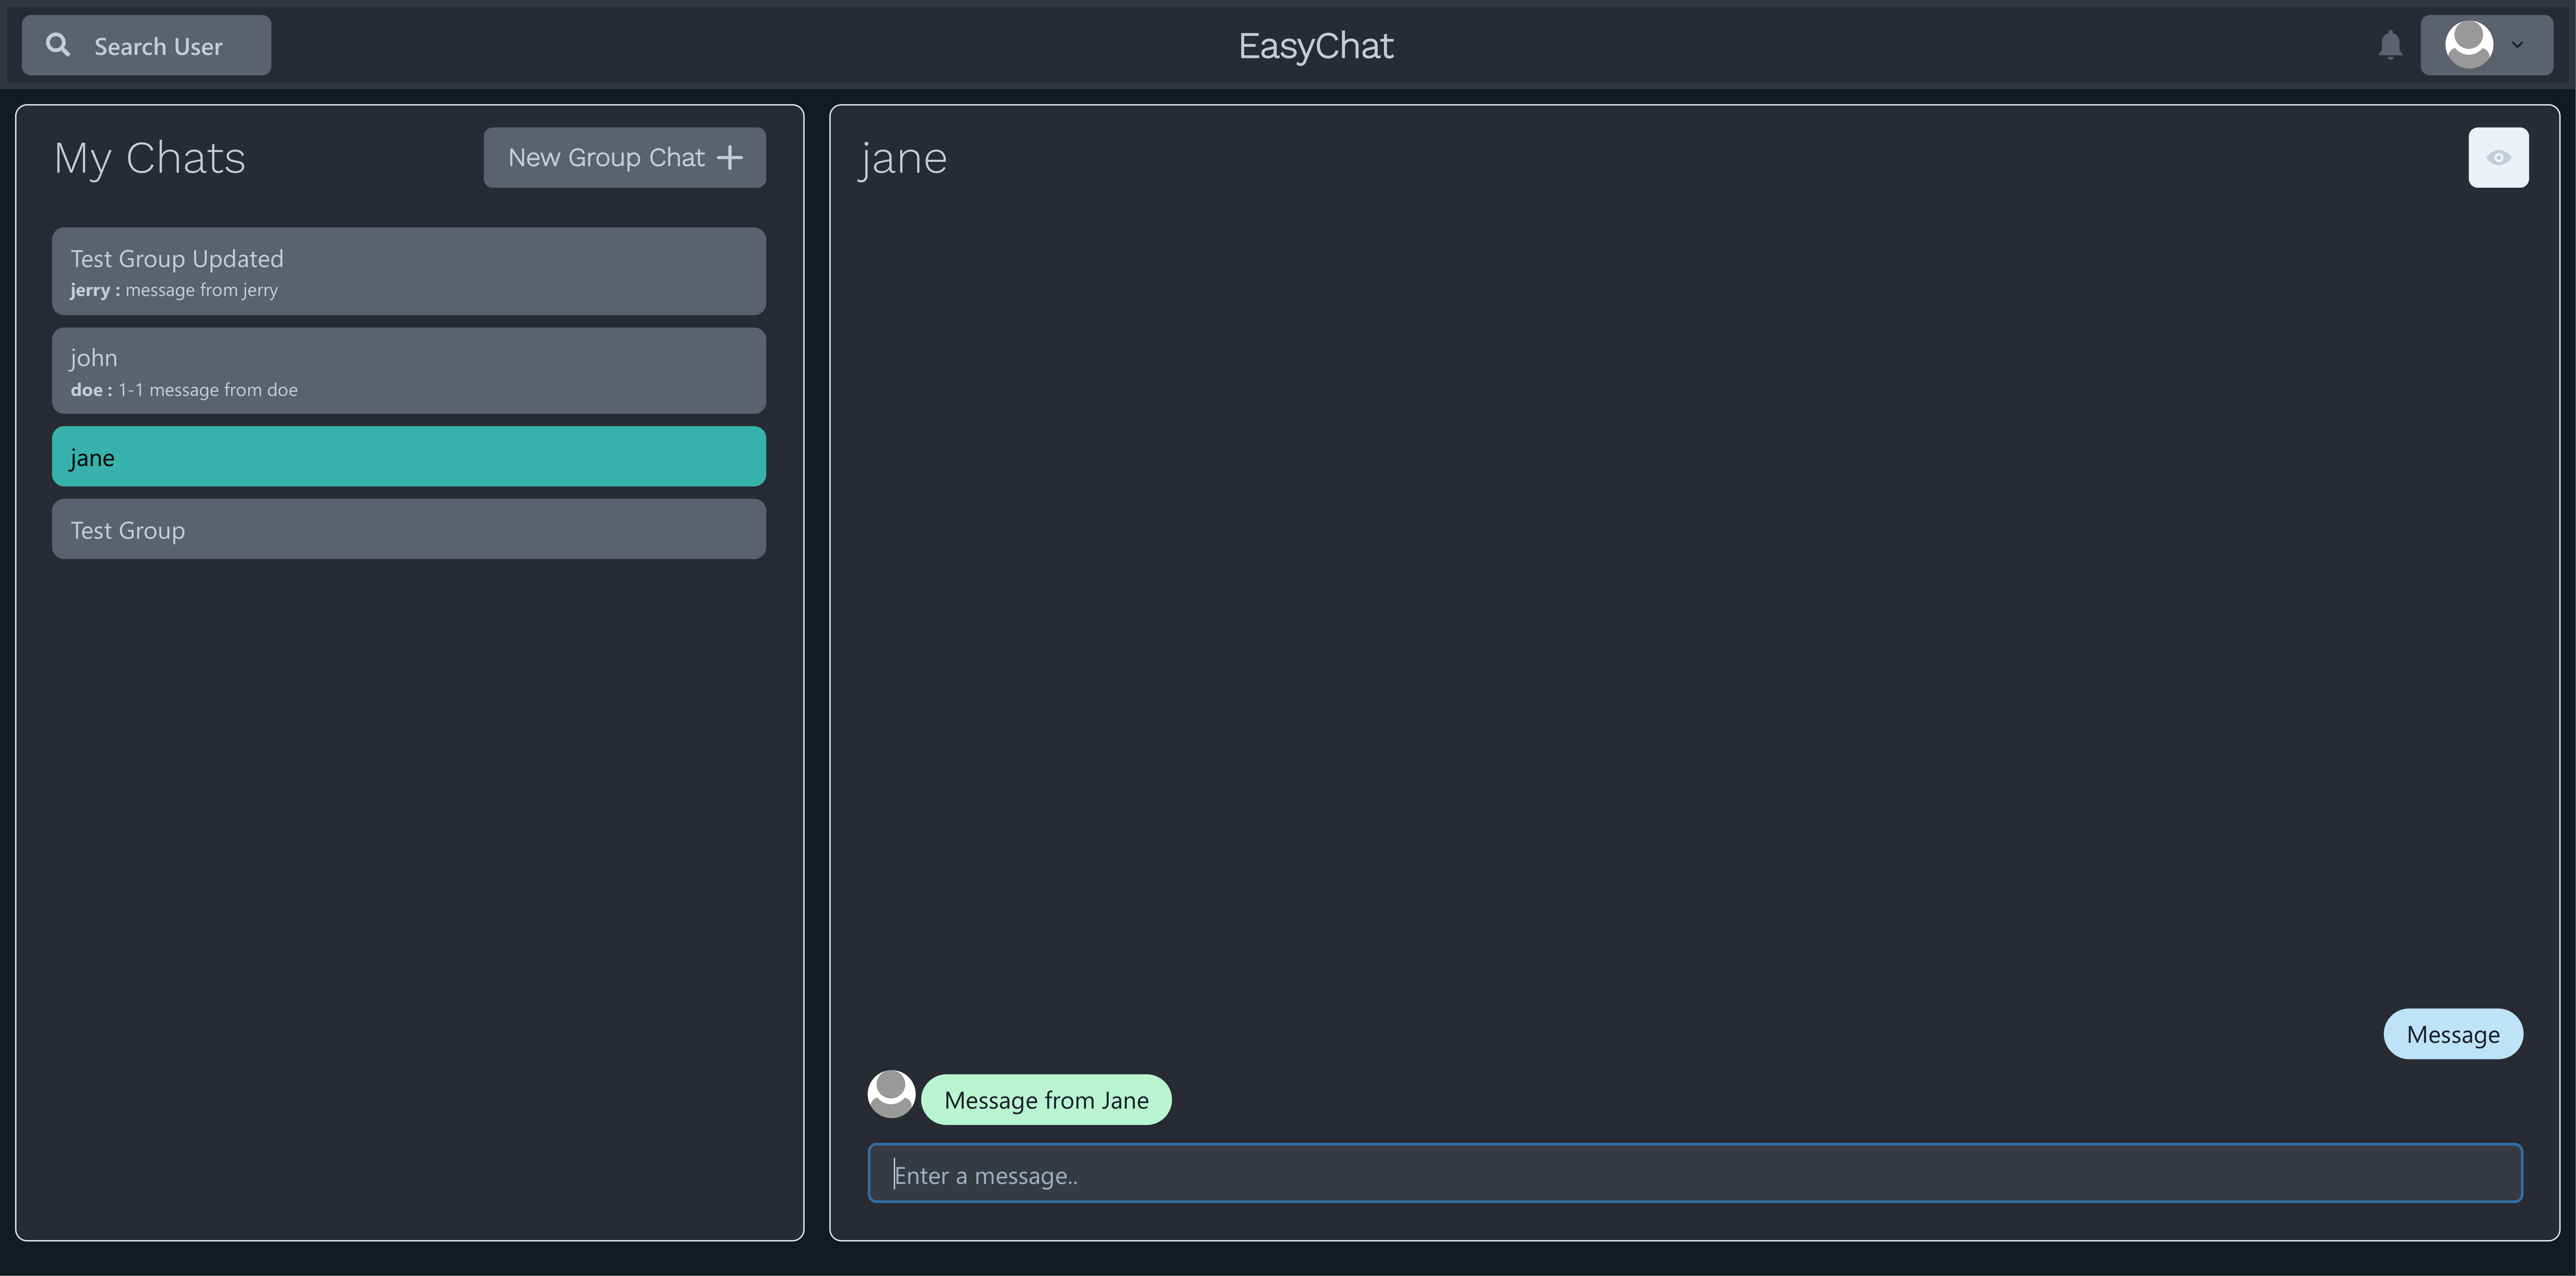 Search User
EasyChat
My Chats
New Group Chat
Test Group Updated
jerry : message from jerry
john
doe : 1-1 message from doe
jane
Test Group
jane
Message
Message from Jane
Enter a message..